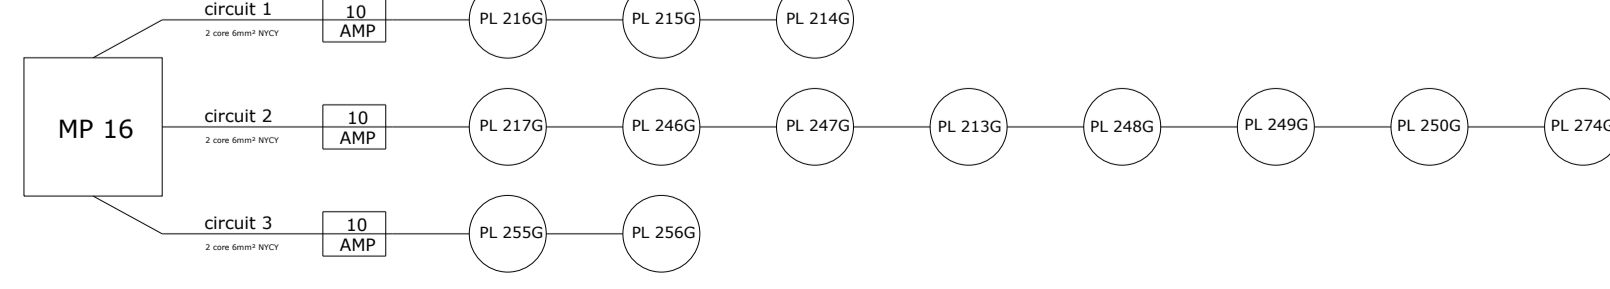 circuit 1
2 core 6mm² NYCY
10
AMP
PL 216G
PL 215G
PL 214G
MP 16
circuit 2
2 core 6mm² NYCY
10
AMP
PL 217G
PL 246G
PL 247G
PL 213G
PL 248G
PL 249G
PL 250G
PL 274G
circuit 3
2 core 6mm² NYCY
10
AMP
PL 255G
PL 256G